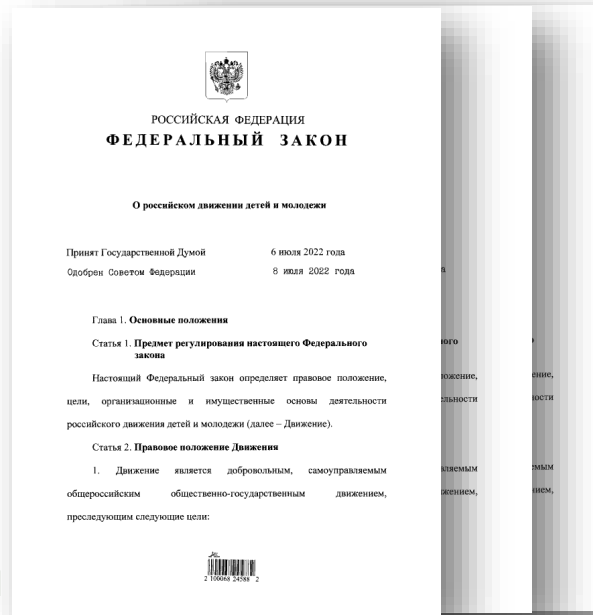 РОССИЙСКАЯ ФЕДЕРАЦИЯ
ФЕДЕРАЛЬНЫЙ ЗАКОН
О российском движении детей и молодежи
Принят Государственной Думой 6 июля 2022 года
Одобрен Советом Федерации 8 июля 2022 года
Глава 1. Основные положения
Статья 1. Предмет регулирования настоящего Федерального
закона
Настоящий Федеральный закон определяет правовое положение,
цели, организационные и имущественные основы деятельности
российского движения детей и молодежи (далее – Движение).
Статья 2. Правовое положение Движения
1. Движение является добровольным, самоуправляемым
общероссийским общественно-государственным движением,
преследующим следующие цели:
2 100068 24588 2